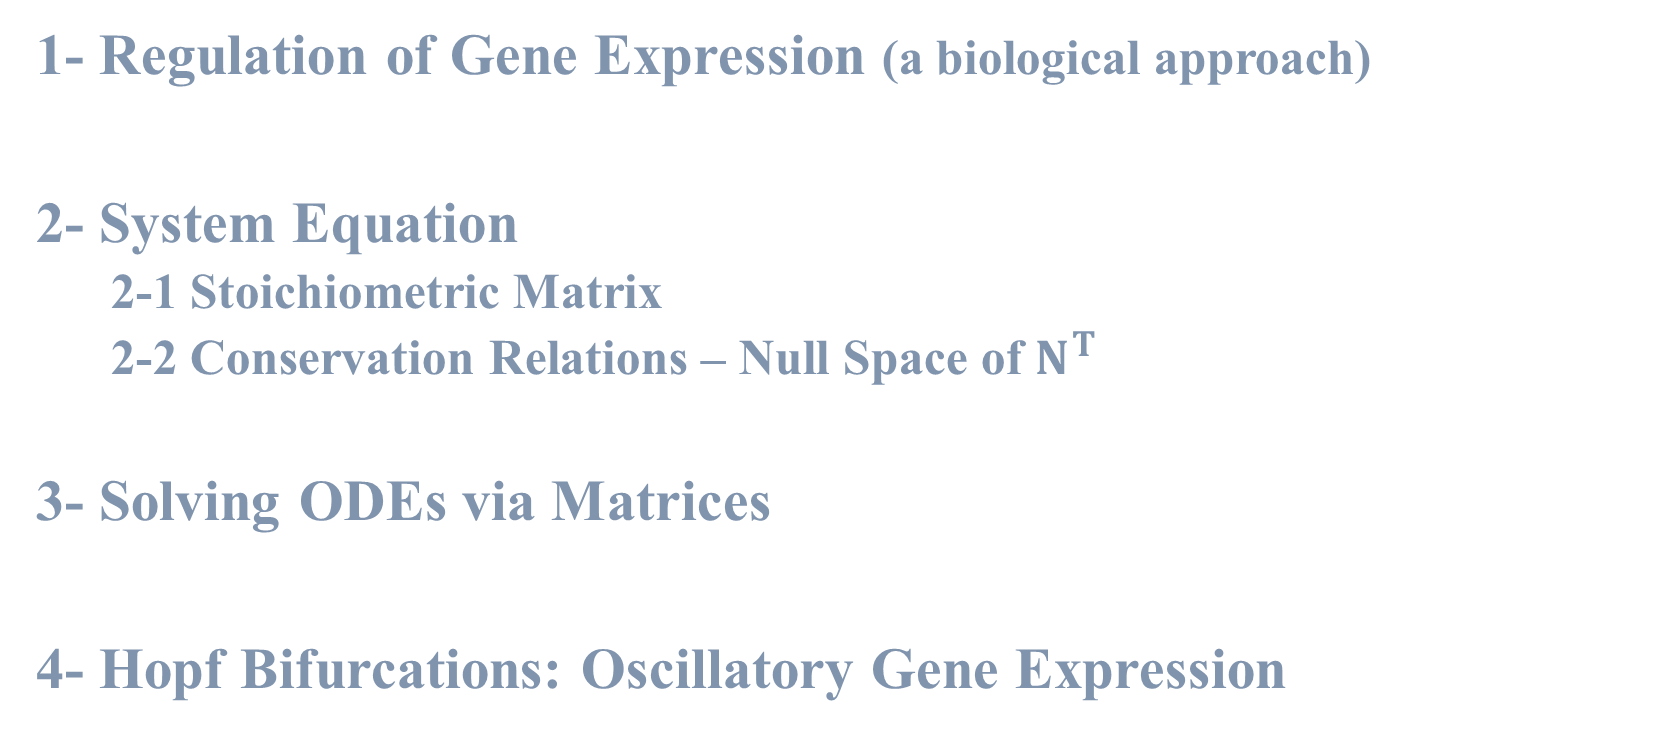 1- Regulation of Gene Expression (a biological approach)
2- System Equation
2-1 Stoichiometric Matrix
2-2 Conservation Relations – Null Space of Nᵀ
3- Solving ODEs via Matrices
4- Hopf Bifurcations: Oscillatory Gene Expression